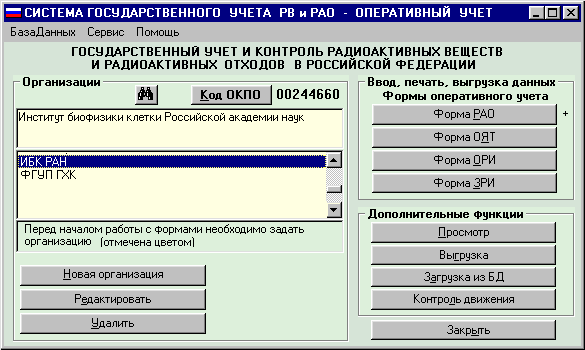 СИСТЕМА ГОСУДАРСТВЕННОГО УЧЕТА РВ и РАО - ОПЕРАТИВНЫЙ УЧЕТ
БазаДанных Сервис Помощь
ГОСУДАРСТВЕННЫЙ УЧЕТ И КОНТРОЛЬ РАДИОАКТИВНЫХ ВЕЩЕСТВ
И РАДИОАКТИВНЫХ ОТХОДОВ В РОССИЙСКОЙ ФЕДЕРАЦИИ
Организации
Код ОКПО 00244660
Институт биофизики клетки Российской академии наук
ИБК РАН
ФГУП ГХК
Перед началом работы с формами необходимо задать
организацию (отмечена цветом)
Новая организация
Редактировать
Удалить
Ввод, печать, выгрузка данных
Формы оперативного учета
Форма РАО +
Форма ОЯТ
Форма ОРИ
Форма ЗРИ
Дополнительные функции
Просмотр
Выгрузка
Загрузка из БД
Контроль движения
Закрыть